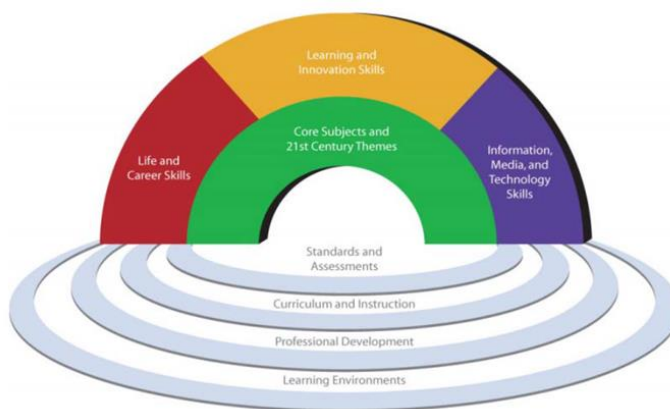 Learning and
Innovation Skills
Core Subjects and
21st Century Themes
Life and
Career Skills
Information,
Media, and
Technology
Skills
Standards and
Assessments
Curriculum and Instruction
Professional Development
Learning Environments